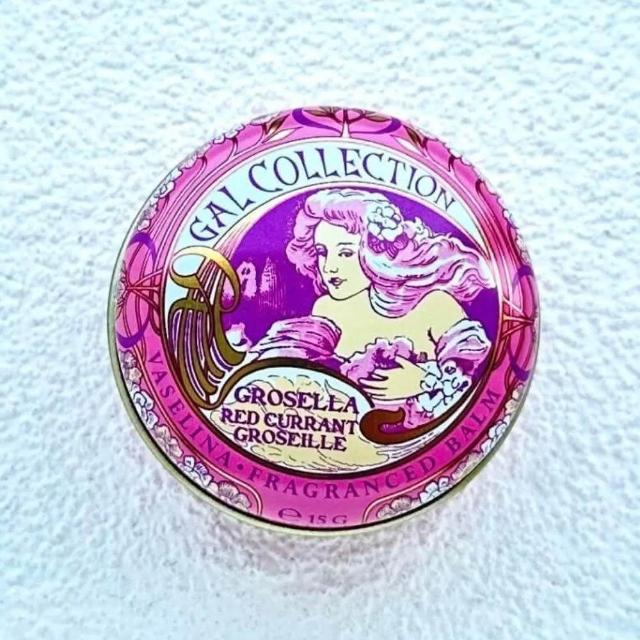 GAL COLLECTION
GROSELLA
RED CURRANT
GROSEILLE
VASELINA • FRAGRANCED BALM
℮ 15 G